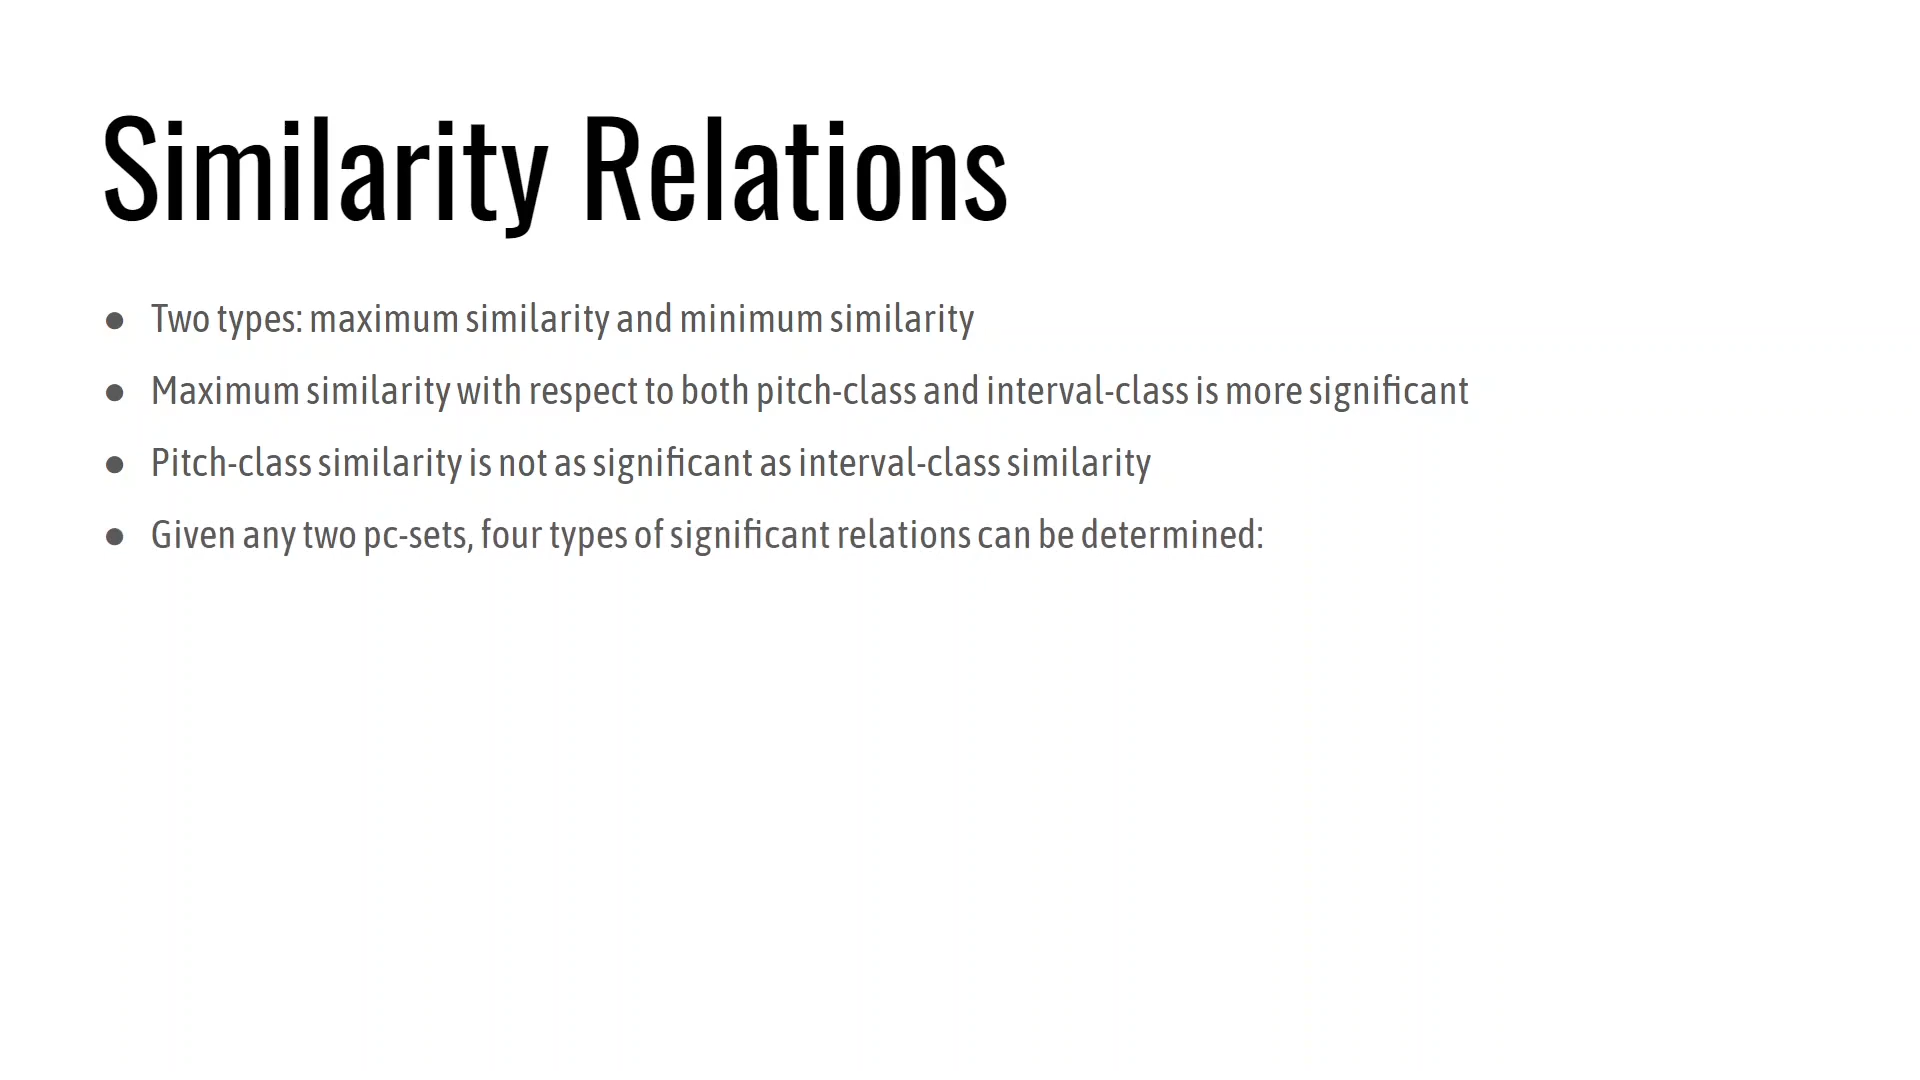 Similarity Relations
● Two types: maximum similarity and minimum similarity
● Maximum similarity with respect to both pitch-class and interval-class is more significant
● Pitch-class similarity is not as significant as interval-class similarity
● Given any two pc-sets, four types of significant relations can be determined: